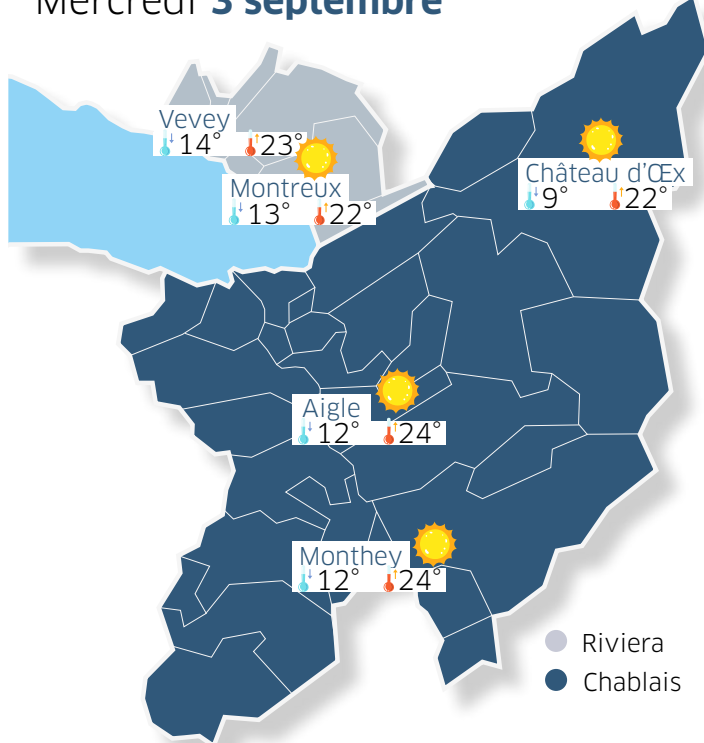 Mercredi 3 septembre
Vevey
14° 23°
Montreux
13° 22°
Château d'Œx
9° 22°
Aigle
12° 24°
Monthey
12° 24°
Riviera
Chablais